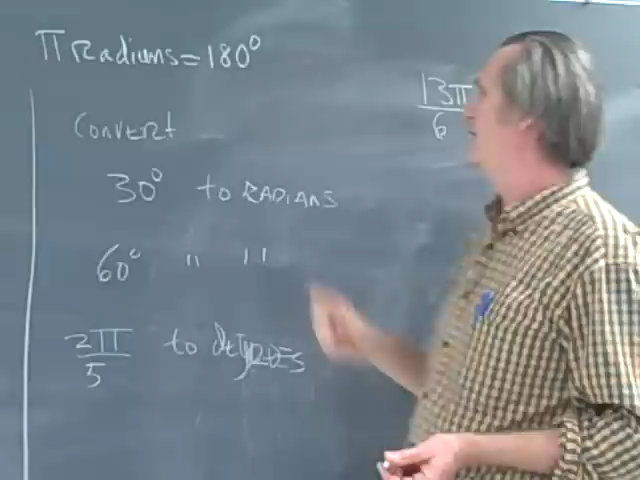 π Radians = 180°
Convert
30° to RADIANS
60° " "
2π/5 to degrees
13π/6